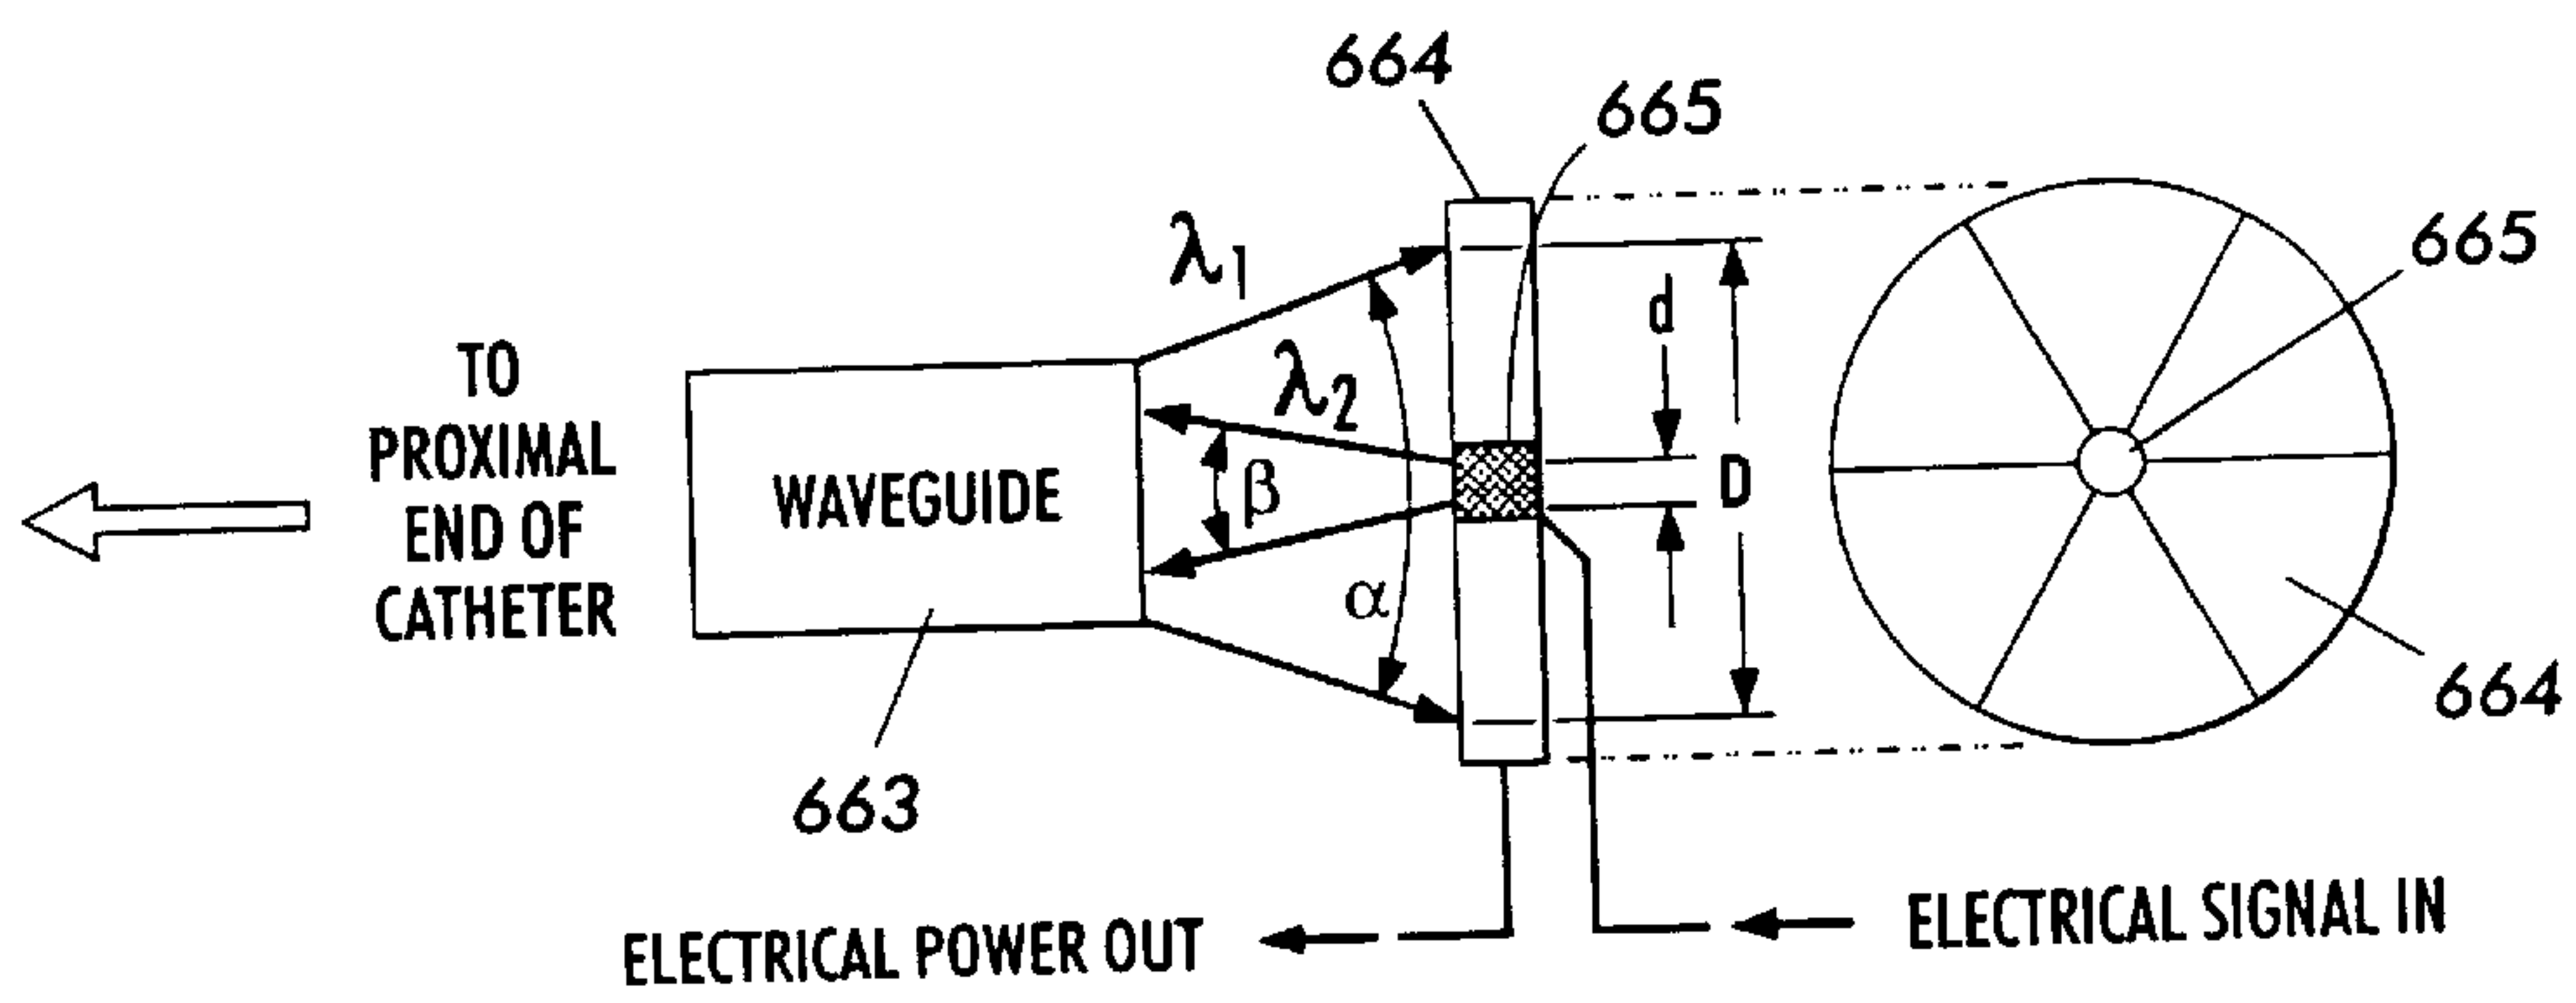 664
665
λ1
λ2
d
665
TO
PROXIMAL
END OF
CATHETER
WAVEGUIDE
β
D
α
664
663
ELECTRICAL POWER OUT
ELECTRICAL SIGNAL IN